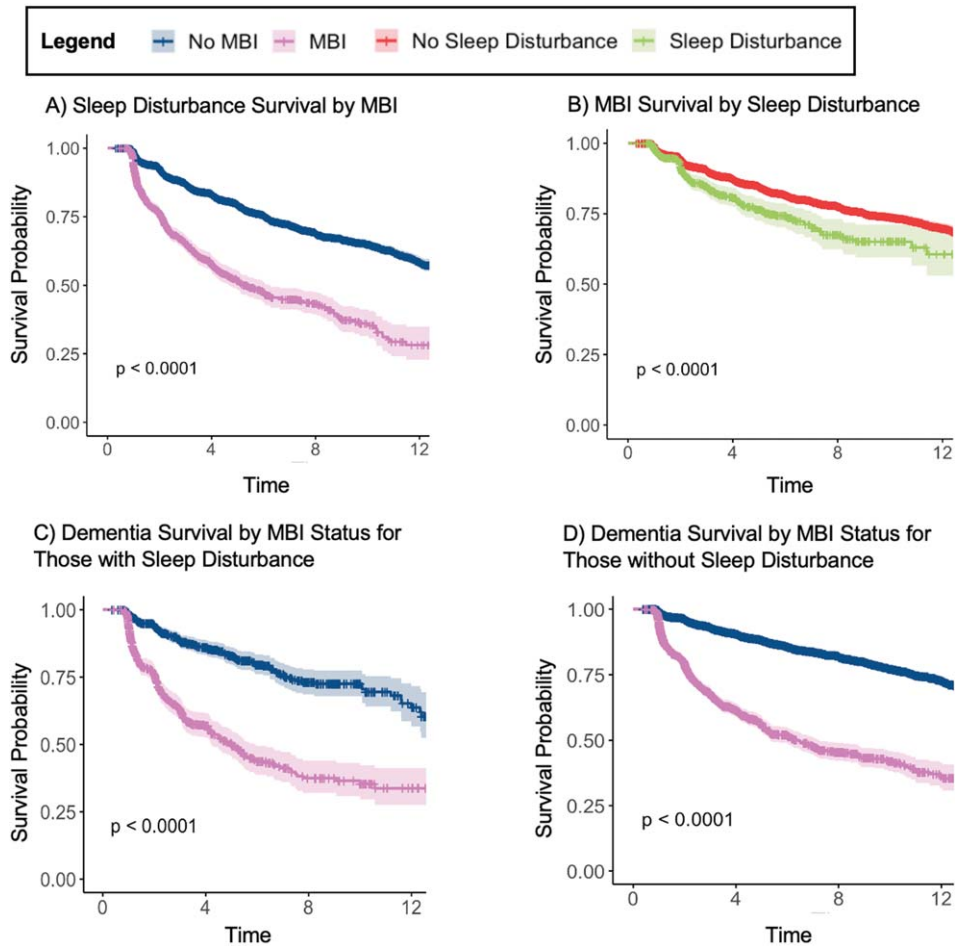 Legend No MBI MBI No Sleep Disturbance Sleep Disturbance
A) Sleep Disturbance Survival by MBI
Survival Probability
1.00
0.75
0.50
0.25
0.00
p < 0.0001
0 4 8 12
Time
B) MBI Survival by Sleep Disturbance
Survival Probability
1.00
0.75
0.50
0.25
0.00
p < 0.0001
0 4 8 12
Time
C) Dementia Survival by MBI Status for
Those with Sleep Disturbance
Survival Probability
1.00
0.75
0.50
0.25
0.00
p < 0.0001
0 4 8 12
Time
D) Dementia Survival by MBI Status for
Those without Sleep Disturbance
Survival Probability
1.00
0.75
0.50
0.25
0.00
p < 0.0001
0 4 8 12
Time